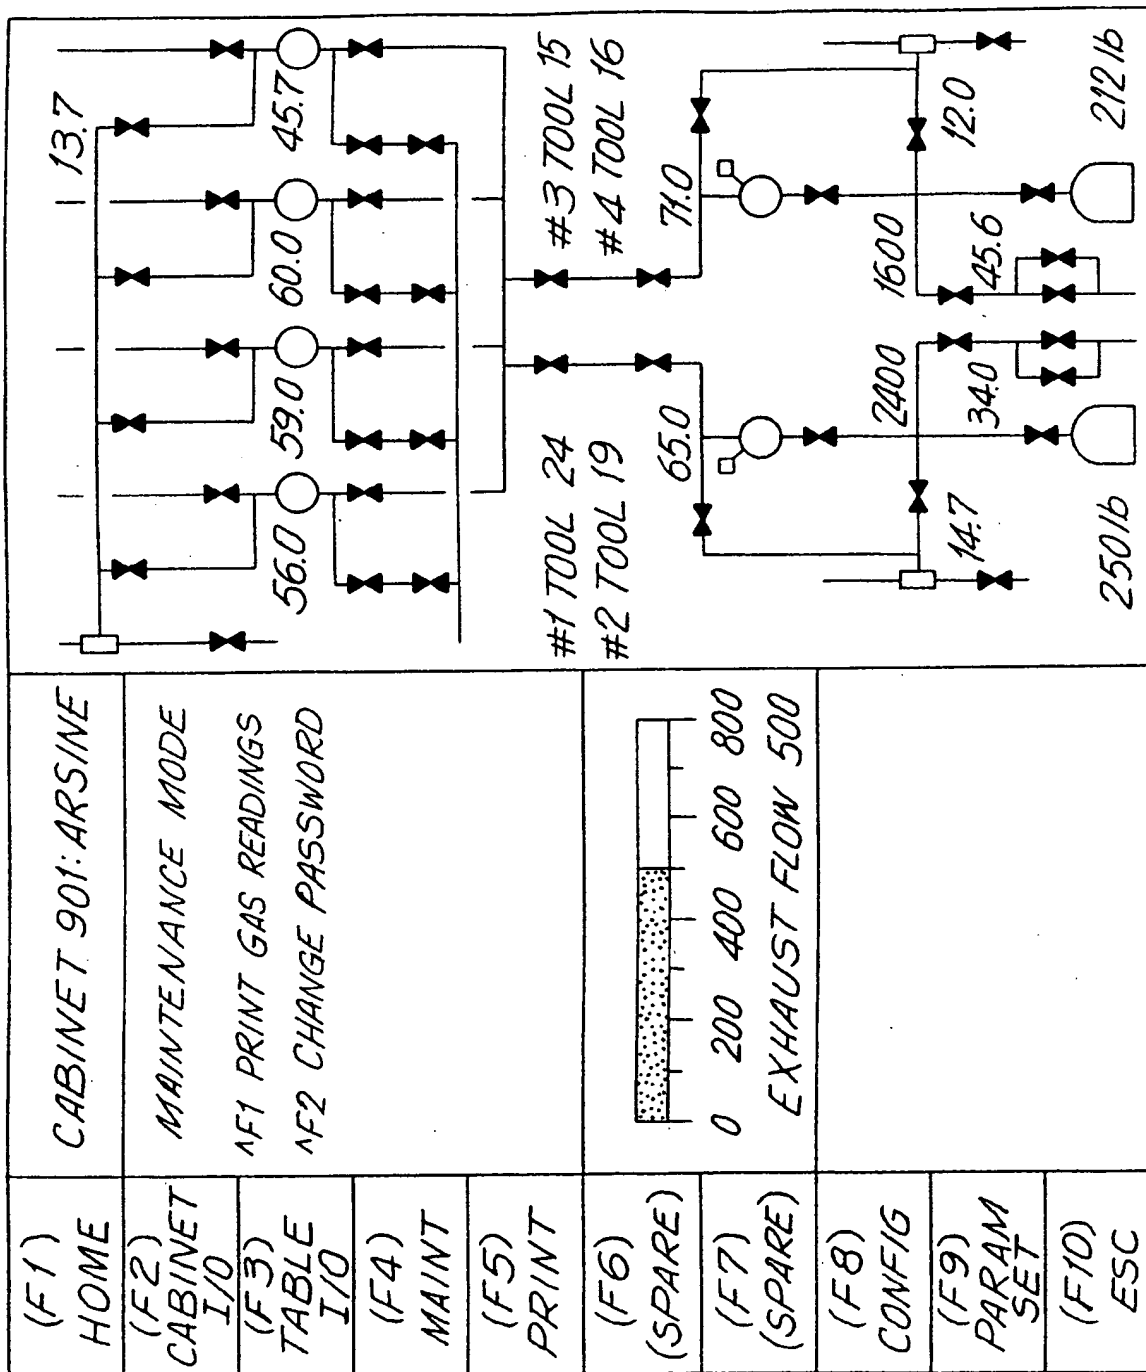 (F1)
HOME
(F2)
CABINET
I/O
(F3)
TABLE
I/O
(F4)
MAINT
(F5)
PRINT
(F6)
(SPARE)
(F7)
(SPARE)
(F8)
CONFIG
(F9)
PARAM
SET
(F10)
ESC
CABINET 901: ARSINE
MAINTENANCE MODE
^F1 PRINT GAS READINGS
^F2 CHANGE PASSWORD
0 200 400 600 800
EXHAUST FLOW 500
13.7
56.0 59.0 60.0 45.7
#1 TOOL 24
#2 TOOL 19
#3 TOOL 15
#4 TOOL 16
65.0 71.0
2400 1600
14.7 34.0 45.6 12.0
250 lb 212 lb